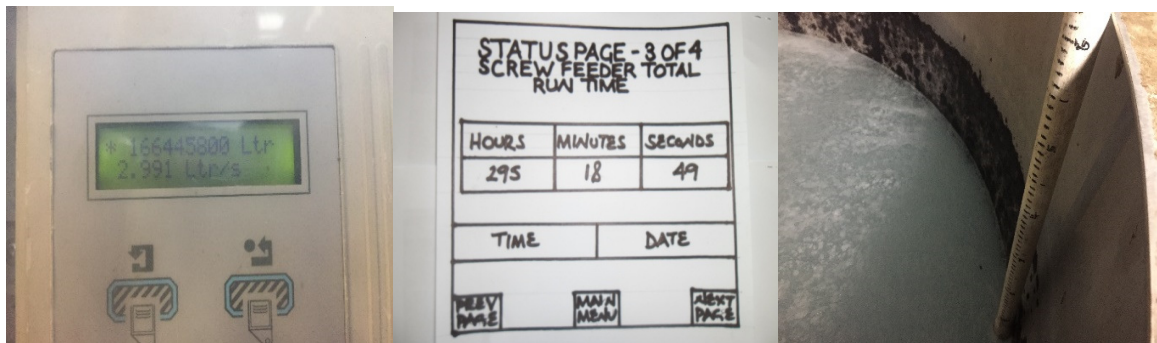 * 166445800 Ltr
2.991 Ltr/s
STATUS PAGE - 3 OF 4
SCREW FEEDER TOTAL
RUN TIME
HOURS MINUTES SECONDS
295 18 49
TIME DATE
PREV MAIN NEXT
PAGE MENU PAGE